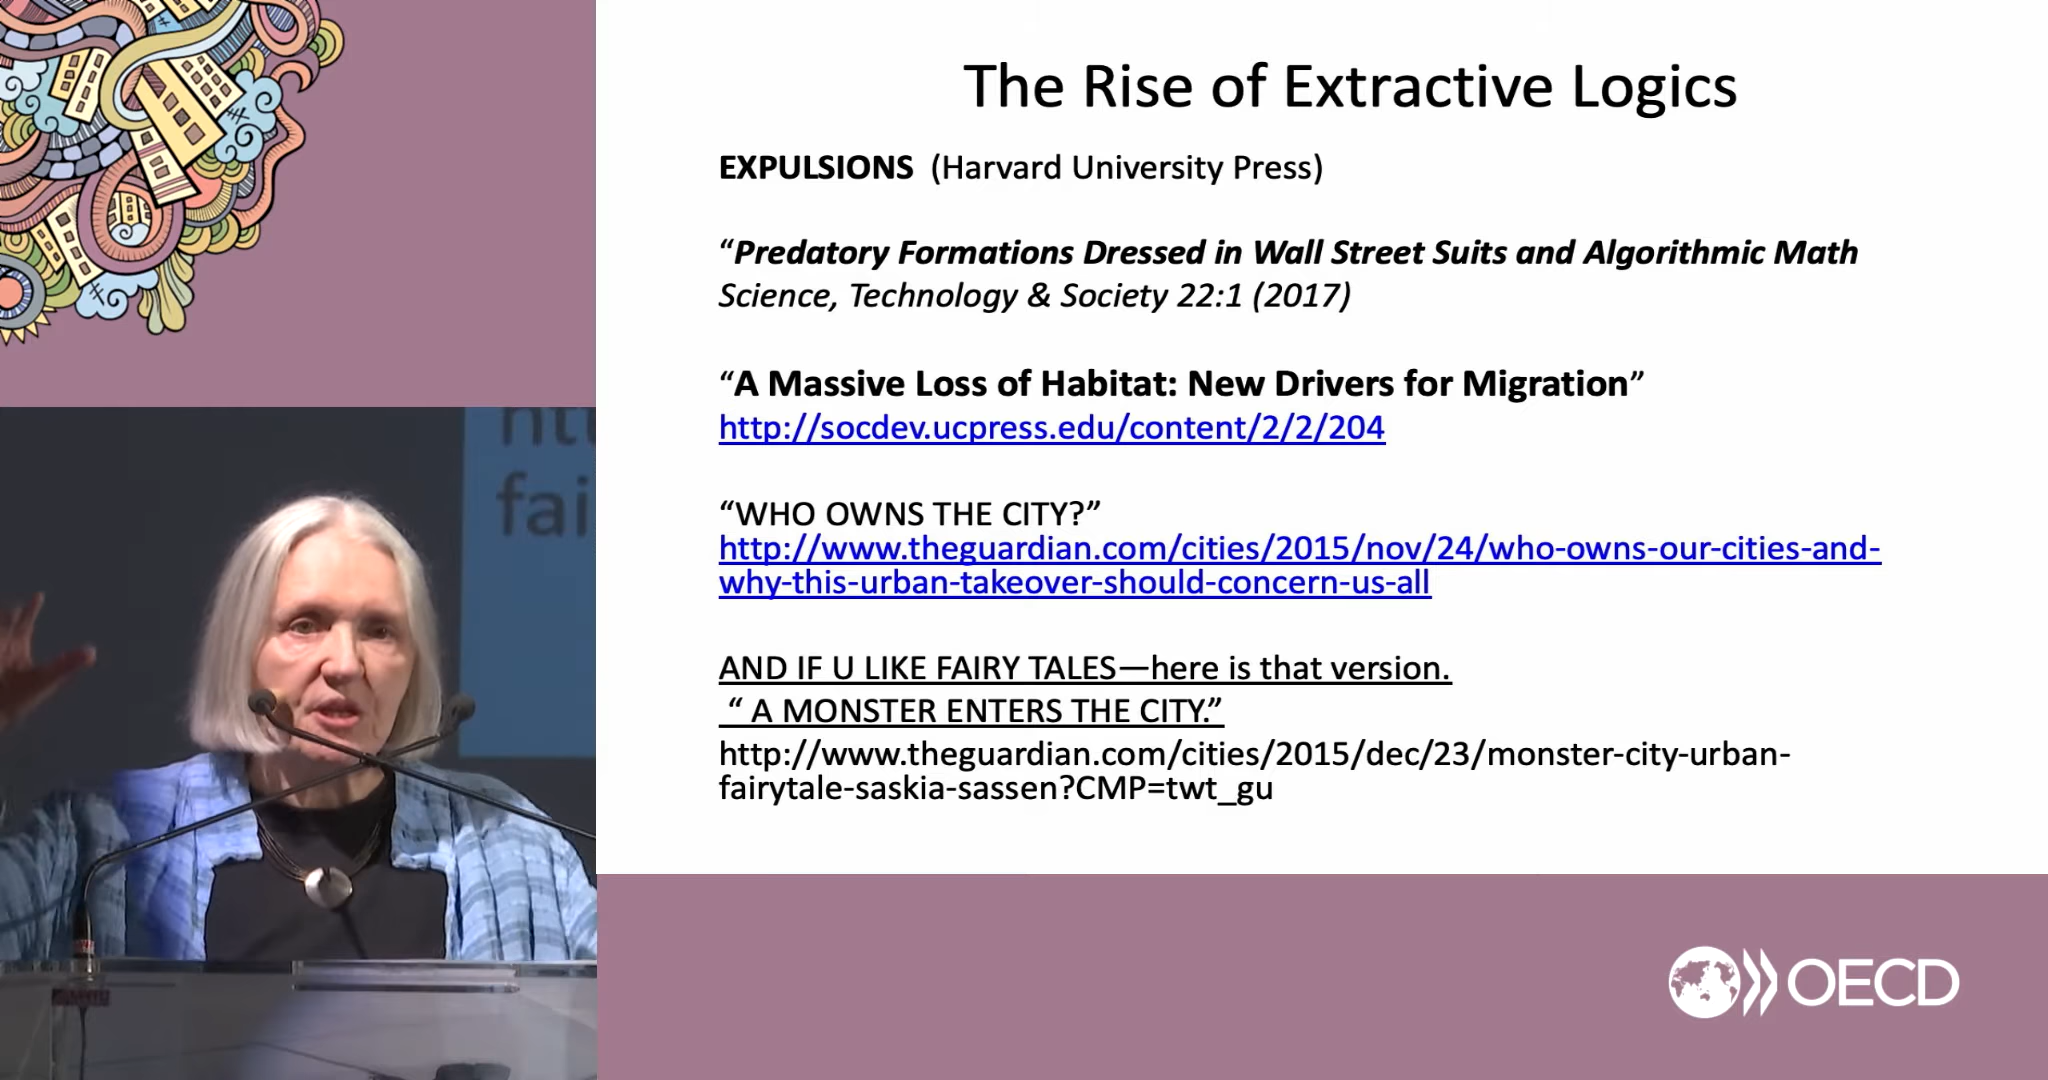 The Rise of Extractive Logics
EXPULSIONS (Harvard University Press)
“Predatory Formations Dressed in Wall Street Suits and Algorithmic Math
Science, Technology & Society 22:1 (2017)
“A Massive Loss of Habitat: New Drivers for Migration”
http://socdev.ucpress.edu/content/2/2/204
“WHO OWNS THE CITY?”
http://www.theguardian.com/cities/2015/nov/24/who-owns-our-cities-and-
why-this-urban-takeover-should-concern-us-all
AND IF U LIKE FAIRY TALES—here is that version.
“ A MONSTER ENTERS THE CITY.”
http://www.theguardian.com/cities/2015/dec/23/monster-city-urban-
fairytale-saskia-sassen?CMP=twt_gu
fai
OECD